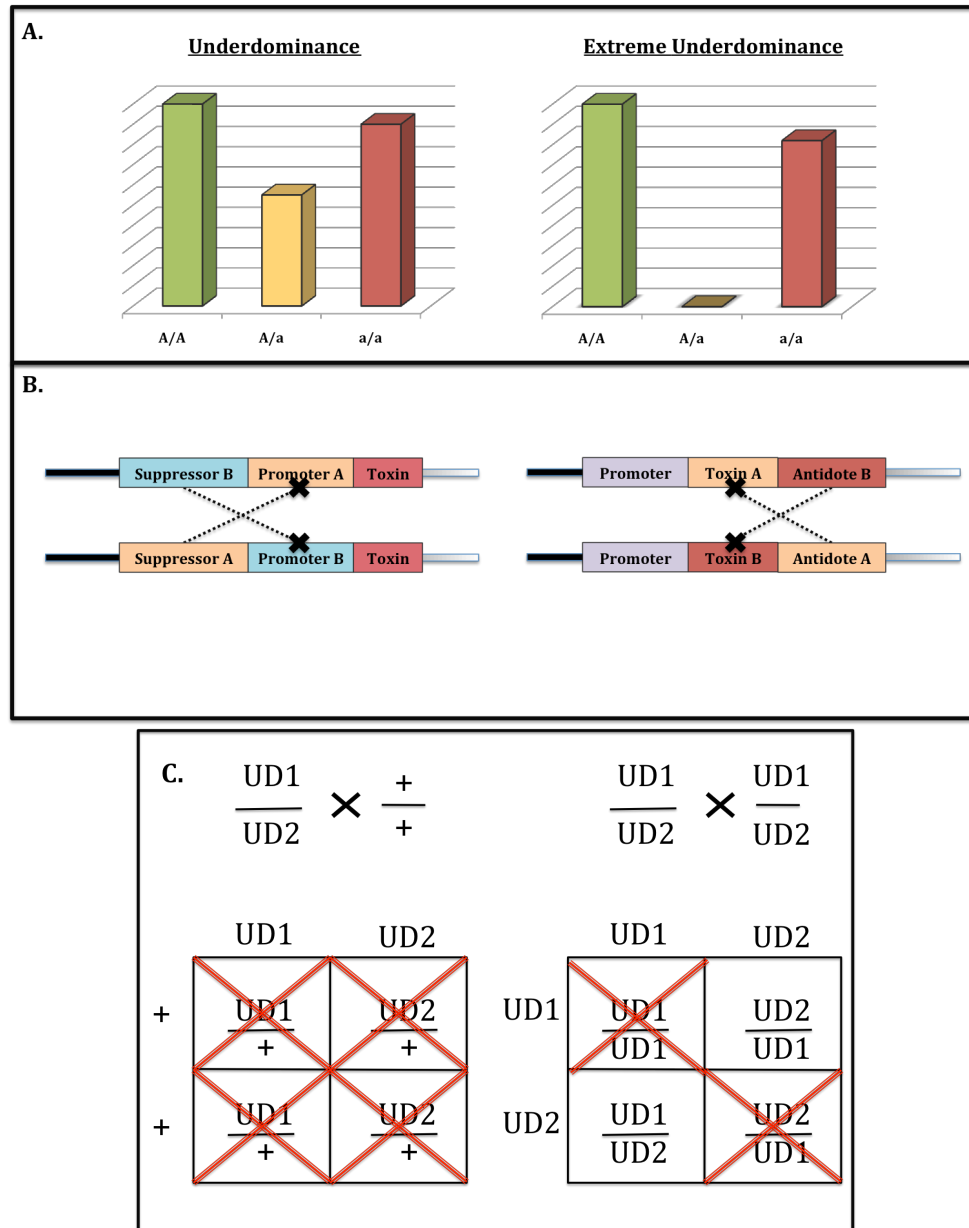 A.
Underdominance
Extreme Underdominance
A/A A/a a/a
A/A A/a a/a
B.
Suppressor B Promoter A Toxin
Promoter Toxin A Antidote B
Suppressor A Promoter B Toxin
Promoter Toxin B Antidote A
C.
UD1 + UD1 UD1
UD2 + UD2 UD2
UD1 UD2
UD1 UD2
+ UD1 UD2
+ +
UD1 UD1 UD2
UD1 UD1
+ UD1 UD2
+ +
UD2 UD1 UD2
UD2 UD1